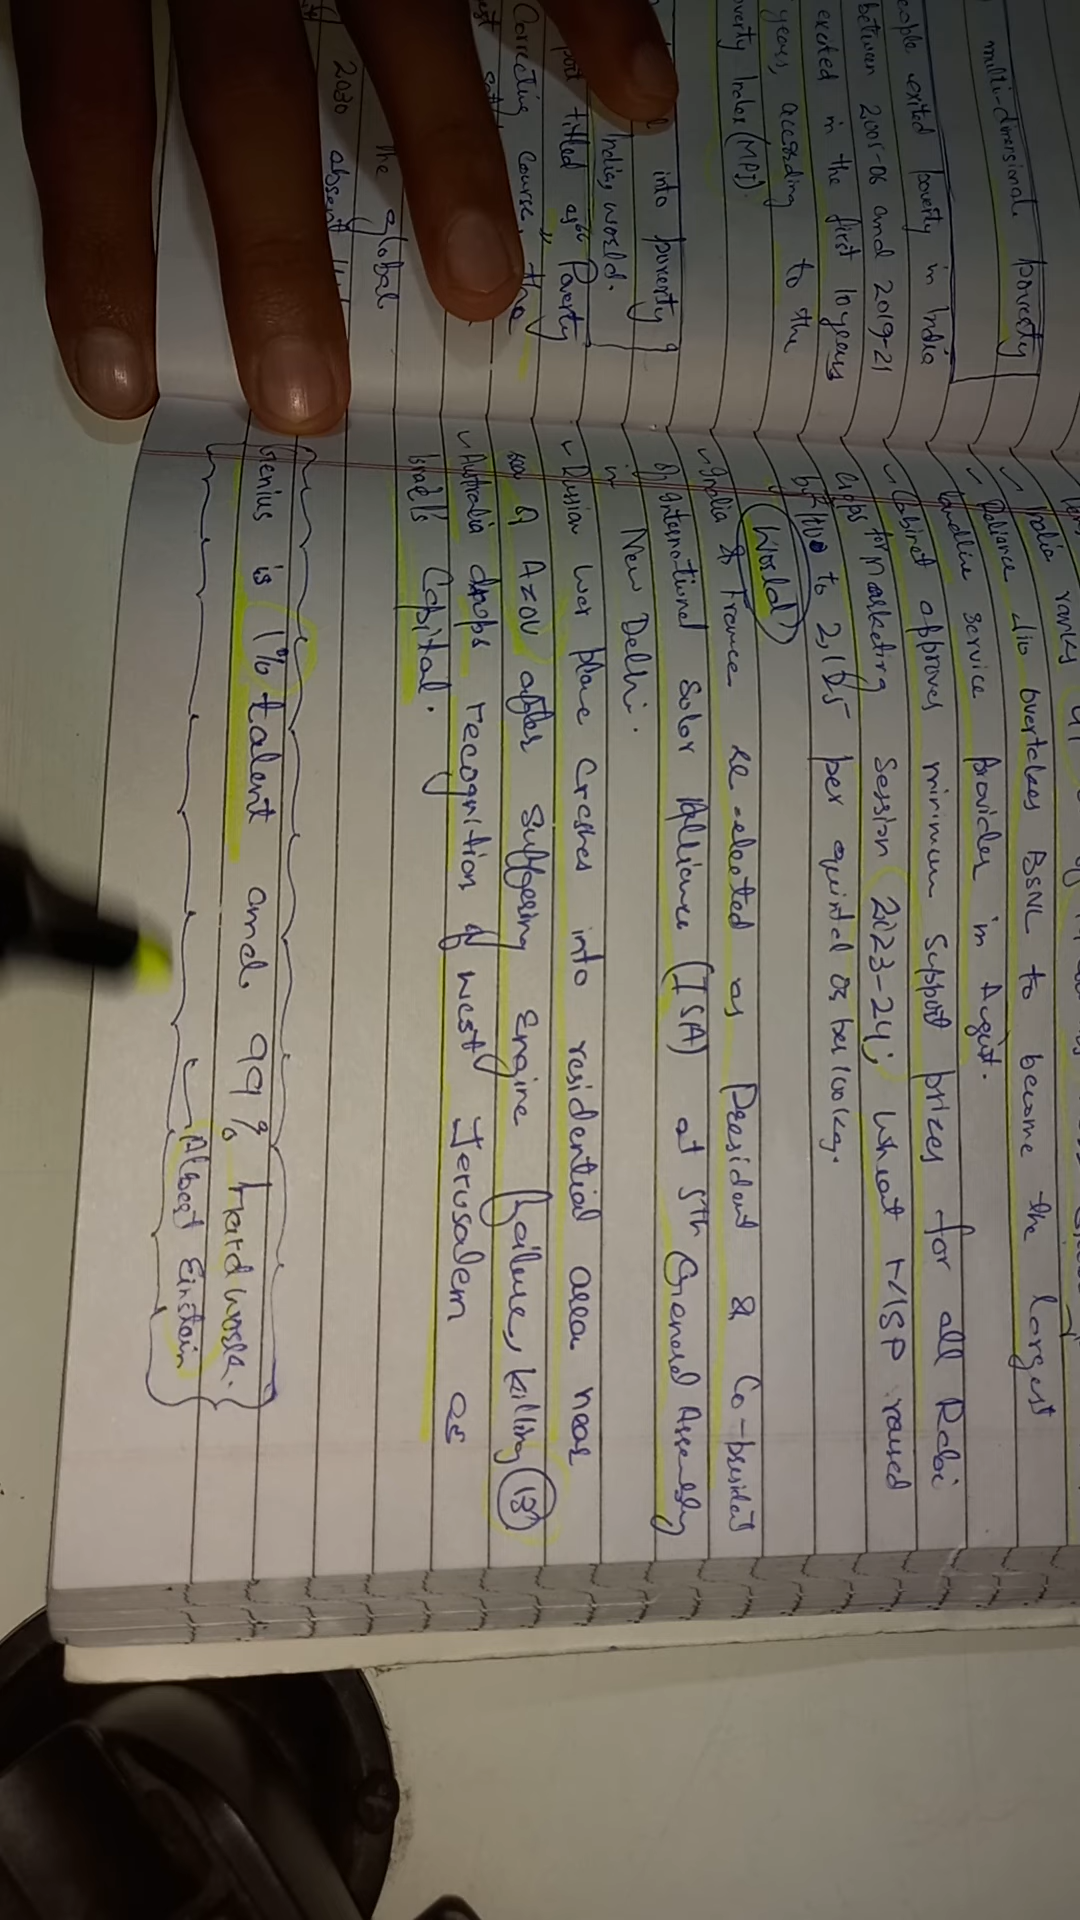 multi-dimensional poverty
exited poverty in India
between 2005-06 and 2019-21
exited in the first 10 years
years, according to the
Index (MPI).
into poverty
India, world.
titled as Poverty
Correcting Course," the
the global
2030 absent
ranks
India
Reliance Jio overtakes BSNL to become the largest
landline service provider in August.
Cabinet approves minimum support prizes for all Rabi
crops for Marketing Session 2023-24; wheat MSP raised
by ₹110 to 2,125 per quintal or per 100 kg.
World
India & France re-elected as President & Co-president
of International Solar Alliance (ISA) at 5th General Assembly
in New Delhi.
Russian war plane crashes into residential area near
sea of Azov after suffering engine failure, killing 13
Australia drops recognition of west Jerusalem as
Israel's Capital.
Genius is 1% talent and 99% hardwork.
- Albert Einstain